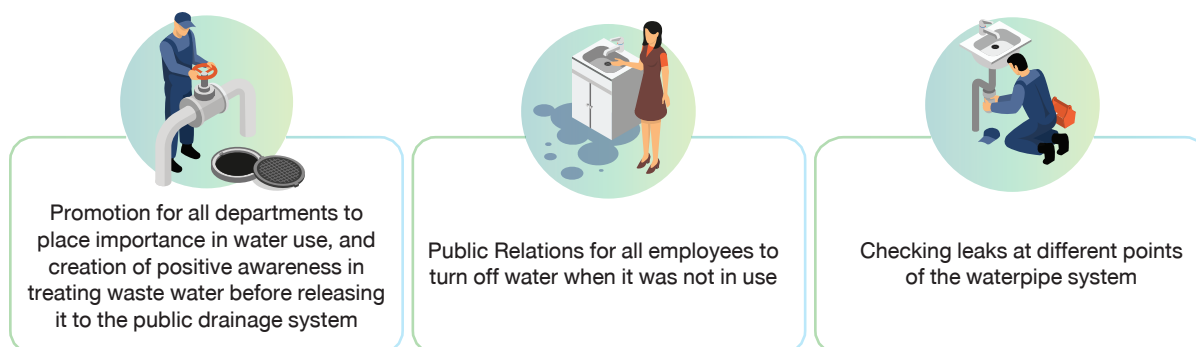 Promotion for all departments to
place importance in water use, and
creation of positive awareness in
treating waste water before releasing
it to the public drainage system
Public Relations for all employees to
turn off water when it was not in use
Checking leaks at different points
of the waterpipe system